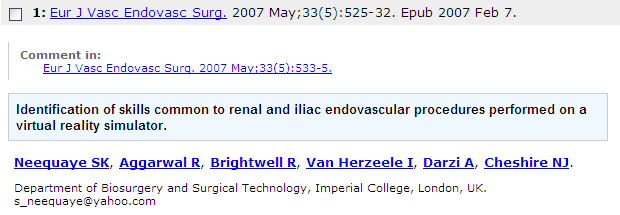 1: Eur J Vasc Endovasc Surg. 2007 May;33(5):525-32. Epub 2007 Feb 7.
Comment in:
Eur J Vasc Endovasc Surg. 2007 May;33(5):533-5.
Identification of skills common to renal and iliac endovascular procedures performed on a
virtual reality simulator.
Neequaye SK, Aggarwal R, Brightwell R, Van Herzeele I, Darzi A, Cheshire NJ.
Department of Biosurgery and Surgical Technology, Imperial College, London, UK.
s_neequaye@yahoo.com